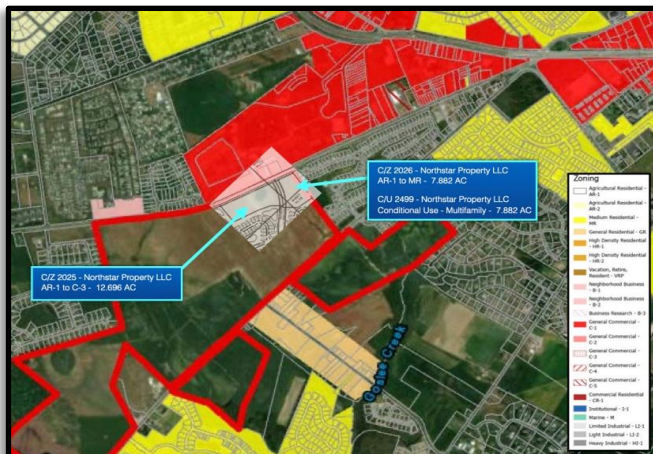 C/Z 2026 - Northstar Property LLC
AR-1 to MR - 7.882 AC
C/U 2499 - Northstar Property LLC
Conditional Use - Multifamily - 7.882 AC
C/Z 2025 - Northstar Property LLC
AR-1 to C-3 - 12.696 AC
Goslee Creek
Zoning
Agricultural Residential -
AR-1
Agricultural Residential -
AR-2
Medium Residential -
MR
General Residential - GR
High Density Residential
- HR-1
High Density Residential
- HR-2
Vacation, Retire,
Resident - VRP
Neighborhood Business
- B-1
Neighborhood Business
- B-2
Business Research - B-3
General Commercial -
C-1
General Commercial -
C-2
General Commercial -
C-3
General Commercial -
C-4
General Commercial -
C-5
Commercial Residential
- CR-1
Institutional - I-1
Marine - M
Limited Industrial - LI-1
Light Industrial - LI-2
Heavy Industrial - HI-1